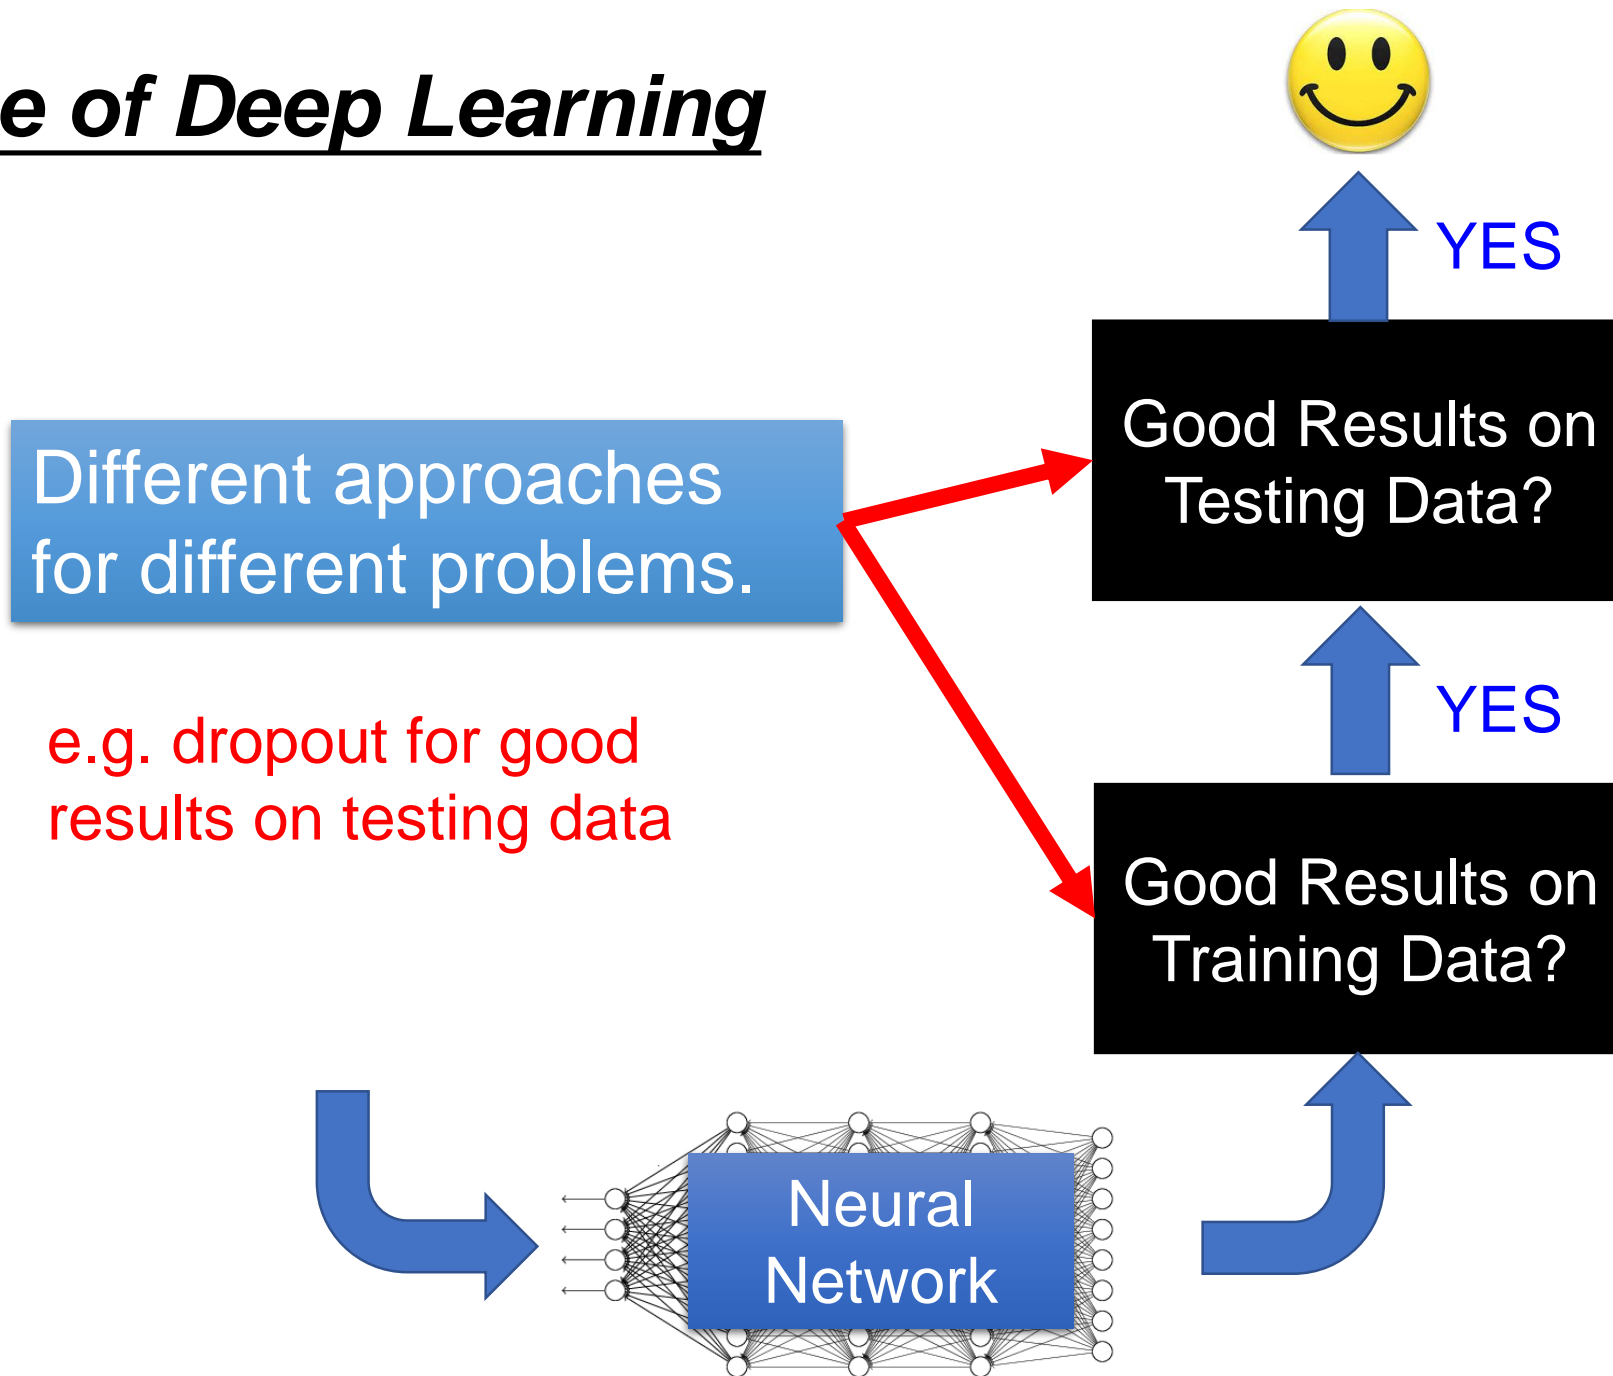 e of Deep Learning
YES
Good Results on
Testing Data?
Different approaches
for different problems.
YES
e.g. dropout for good
results on testing data
Good Results on
Training Data?
Neural
Network